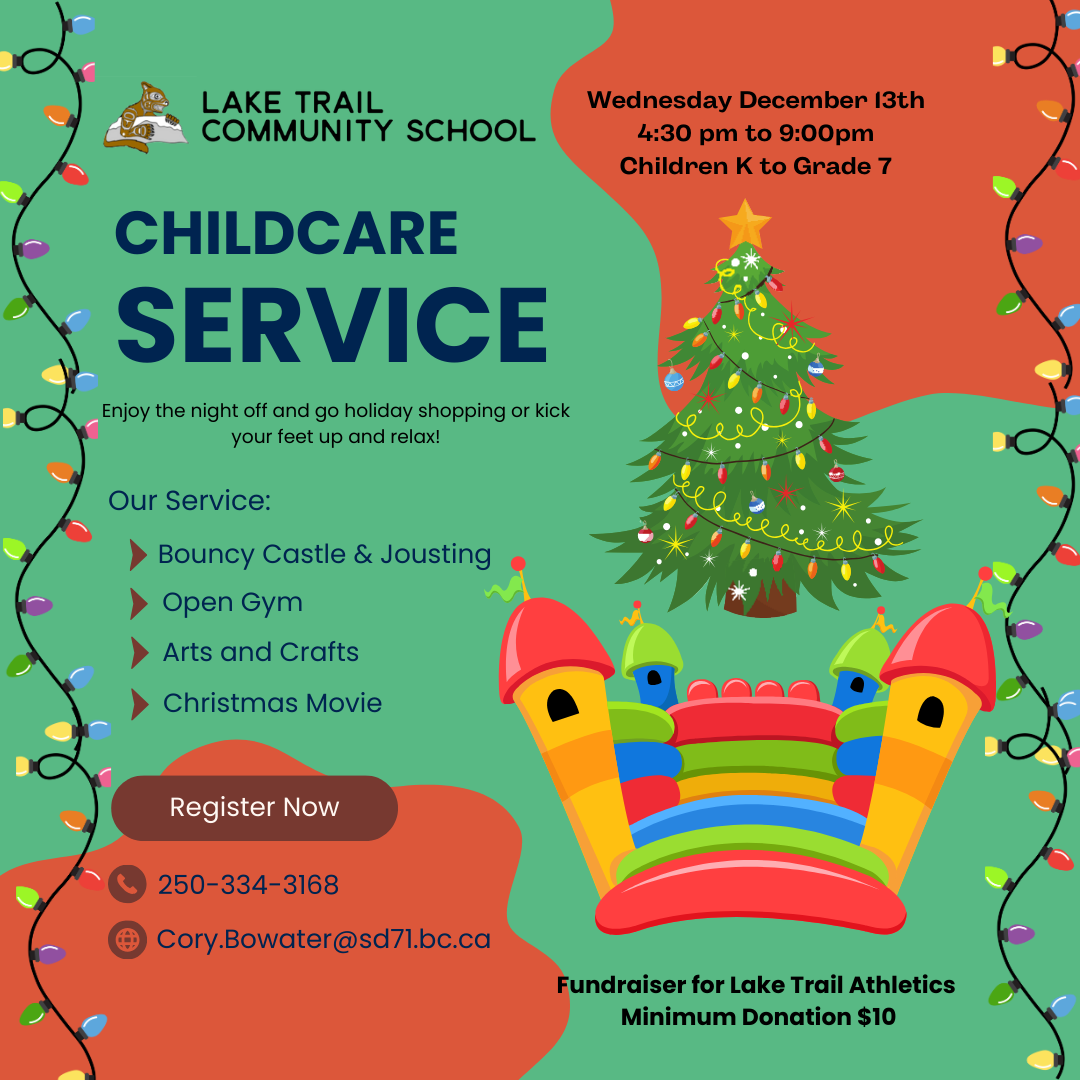 LAKE TRAIL
COMMUNITY SCHOOL
Wednesday December 13th
4:30 pm to 9:00pm
Children K to Grade 7
CHILDCARE
SERVICE
Enjoy the night off and go holiday shopping or kick
your feet up and relax!
Our Service:
Bouncy Castle & Jousting
Open Gym
Arts and Crafts
Christmas Movie
Register Now
250-334-3168
Cory.Bowater@sd71.bc.ca
Fundraiser for Lake Trail Athletics
Minimum Donation $10